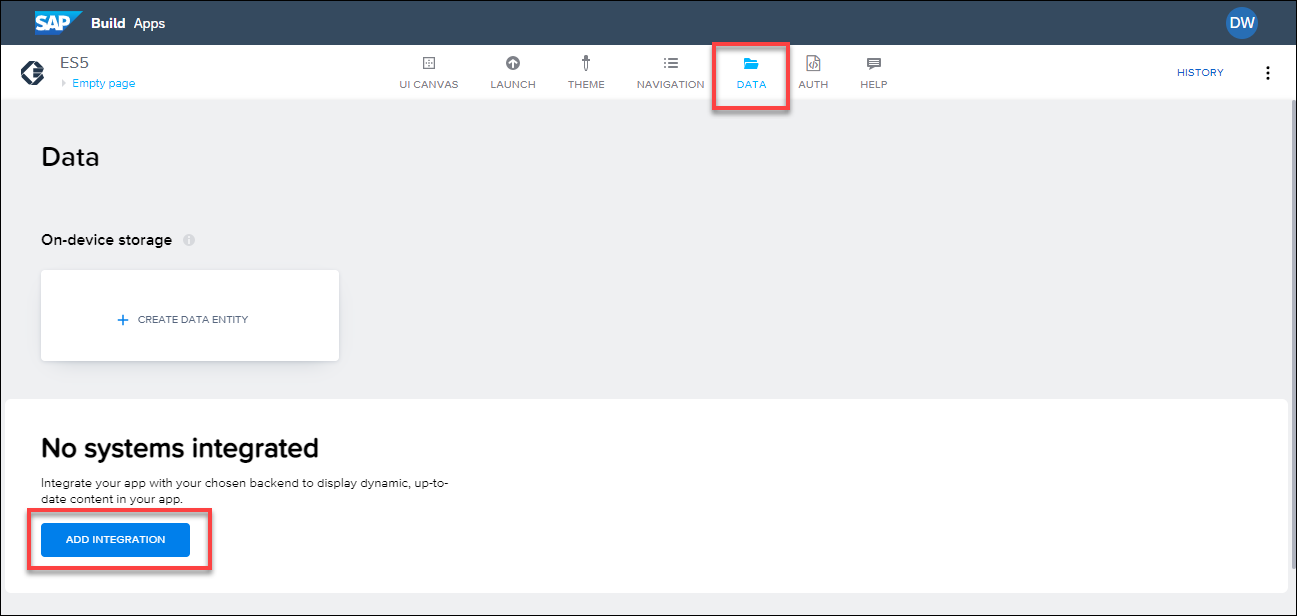 SAP Build Apps
DW
ES5
Empty page
UI CANVAS
LAUNCH
THEME
NAVIGATION
DATA
AUTH
HELP
HISTORY
Data
On-device storage
CREATE DATA ENTITY
No systems integrated
Integrate your app with your chosen backend to display dynamic, up-to-
date content in your app.
ADD INTEGRATION